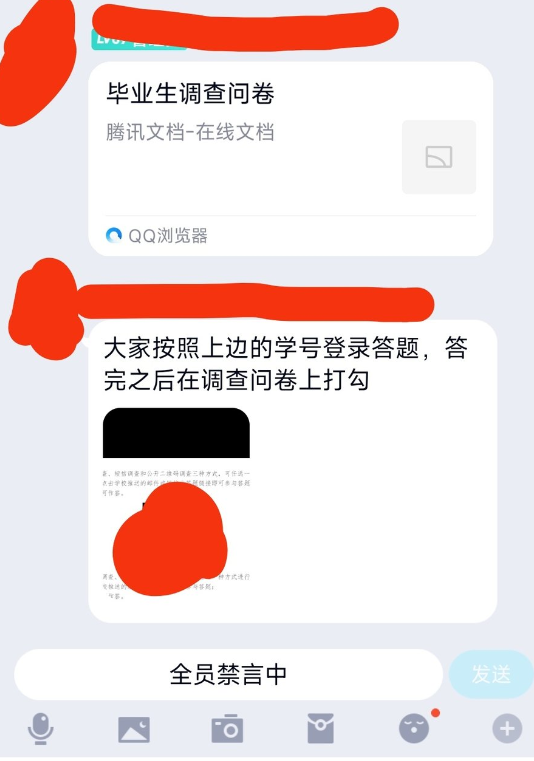 毕业生调查问卷
腾讯文档-在线文档
QQ浏览器
大家按照上边的学号登录答题，答
完之后在调查问卷上打勾
全员禁言中
发送